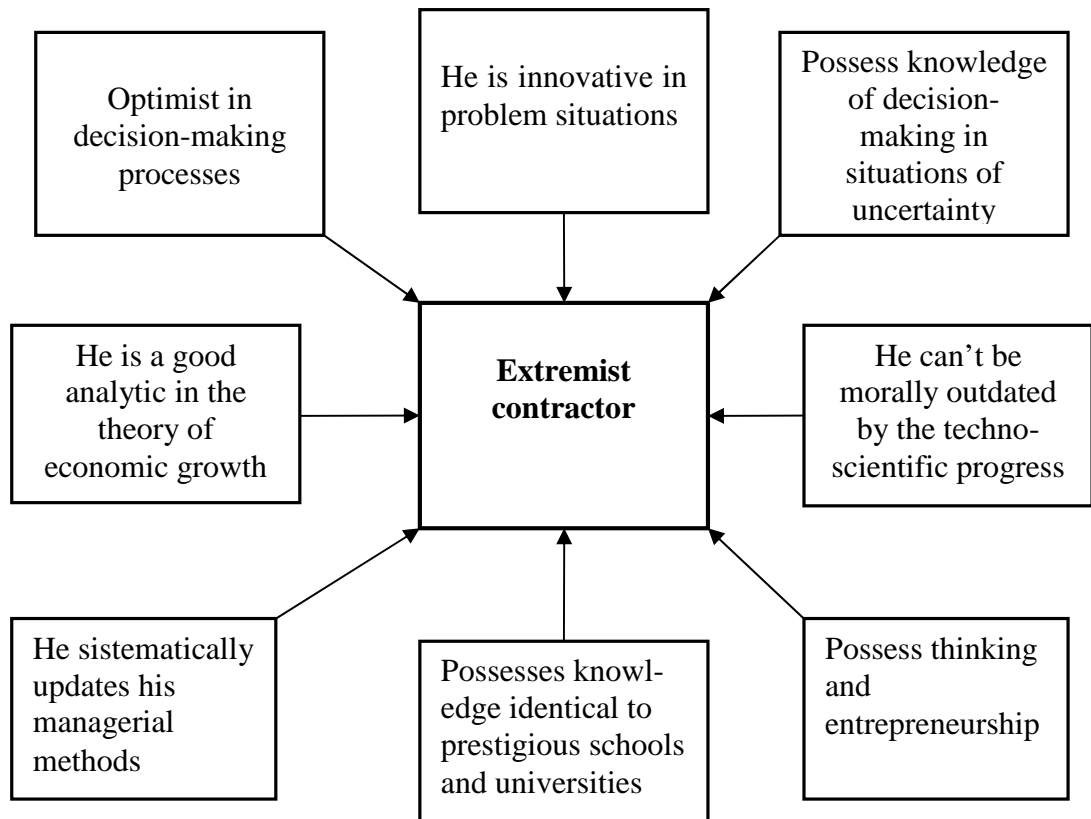 Optimist in
decision-making
processes
He is innovative in
problem situations
Possess knowledge
of decision-
making in
situations of
uncertainty
He is a good
analytic in the
theory of
economic growth
Extremist
contractor
He can’t be
morally outdated
by the techno-
scientific progress
He sistematically
updates his
managerial
methods
Possesses knowl-
edge identical to
prestigious schools
and universities
Possess thinking
and
entrepreneurship